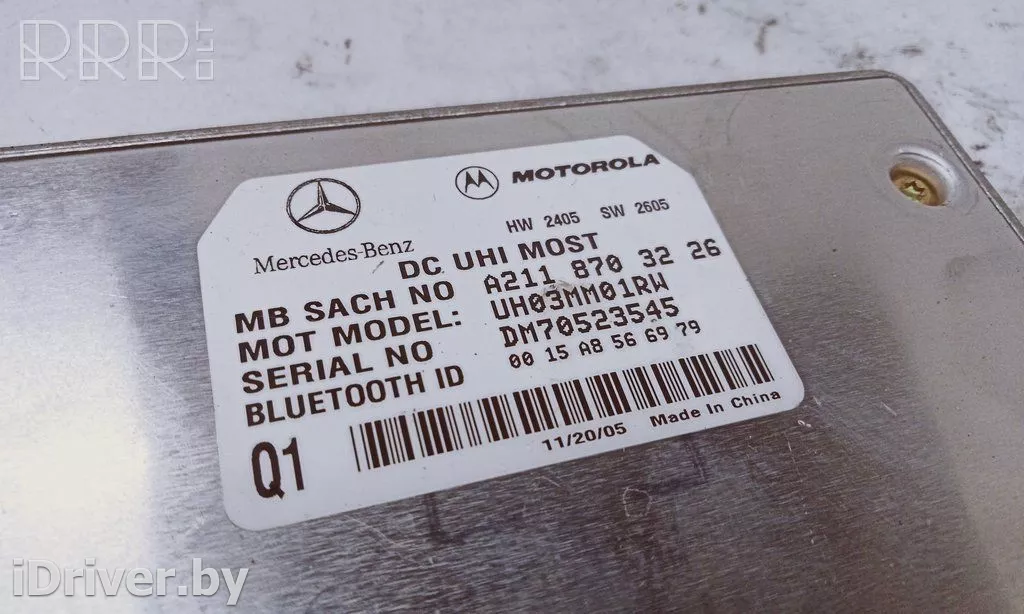 RRR.LT
MOTOROLA
Mercedes-Benz
HW 2405 SW 2605
DC UHI MOST
MB SACH NO A211 870 32 26
MOT MODEL: UH03MM01RW
SERIAL NO DM70523545
BLUETOOTH ID 00 15 A8 56 69 79
Q1
11/20/05 Made In China
iDriver.by